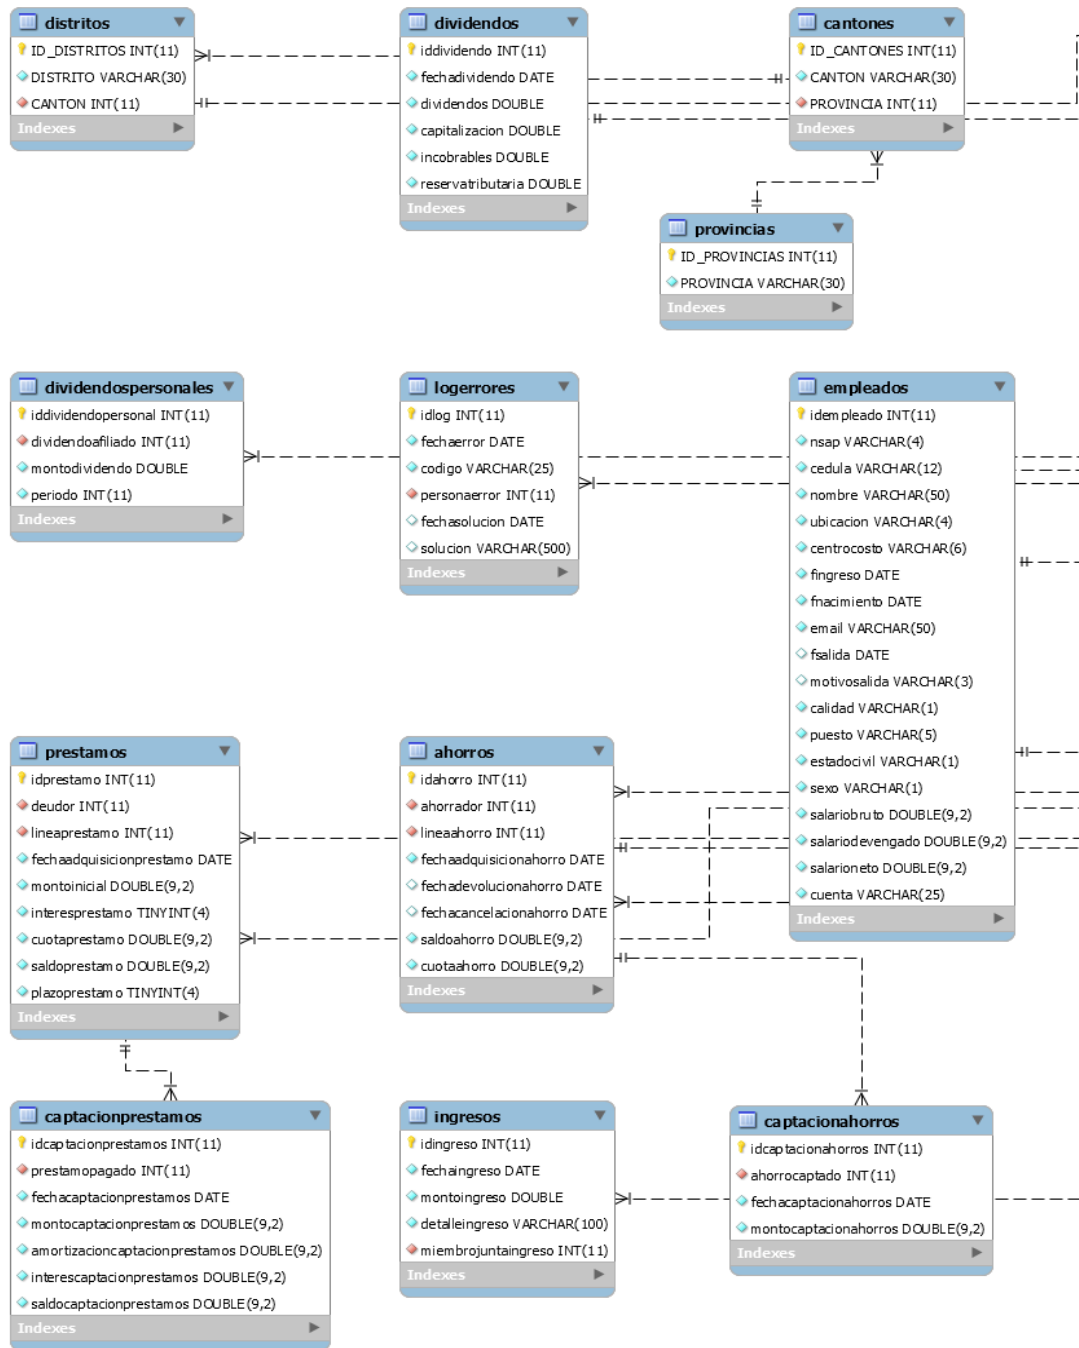 distritos
ID_DISTRITOS INT(11)
DISTRITO VARCHAR(30)
CANTON INT(11)
Indexes
dividendos
iddividendo INT(11)
fechadividendo DATE
dividendos DOUBLE
capitalizacion DOUBLE
incobrables DOUBLE
reservatributaria DOUBLE
Indexes
cantones
ID_CANTONES INT(11)
CANTON VARCHAR(30)
PROVINCIA INT(11)
Indexes
provincias
ID_PROVINCIAS INT(11)
PROVINCIA VARCHAR(30)
Indexes
dividendospersonales
iddividendopersonal INT(11)
dividendoafiliado INT(11)
montodividendo DOUBLE
periodo INT(11)
Indexes
logerrores
idlog INT(11)
fechaerror DATE
codigo VARCHAR(25)
personaerror INT(11)
fechasolucion DATE
solucion VARCHAR(500)
Indexes
empleados
idempleado INT(11)
nsap VARCHAR(4)
cedula VARCHAR(12)
nombre VARCHAR(50)
ubicacion VARCHAR(4)
centrocosto VARCHAR(6)
fingreso DATE
fnacimiento DATE
email VARCHAR(50)
fsalida DATE
motivosalida VARCHAR(3)
calidad VARCHAR(1)
puesto VARCHAR(5)
estadocivil VARCHAR(1)
sexo VARCHAR(1)
salariobruto DOUBLE(9,2)
salariodevengado DOUBLE(9,2)
salarioneto DOUBLE(9,2)
cuenta VARCHAR(25)
Indexes
prestamos
idprestamo INT(11)
deudor INT(11)
lineaprestamo INT(11)
fechaadquisicionprestamo DATE
montoinicial DOUBLE(9,2)
interesprestamo TINYINT(4)
cuotaprestamo DOUBLE(9,2)
saldoprestamo DOUBLE(9,2)
plazoprestamo TINYINT(4)
Indexes
ahorros
idahorro INT(11)
ahorrador INT(11)
lineaahorro INT(11)
fechaadquisicionahorro DATE
fechadevolucionahorro DATE
fechacancelacionahorro DATE
saldoahorro DOUBLE(9,2)
cuotaahorro DOUBLE(9,2)
Indexes
captacionprestamos
idcaptacionprestamos INT(11)
prestamopagado INT(11)
fechacaptacionprestamos DATE
montocaptacionprestamos DOUBLE(9,2)
amortizacioncaptacionprestamos DOUBLE(9,2)
interescaptacionprestamos DOUBLE(9,2)
saldocaptacionprestamos DOUBLE(9,2)
Indexes
ingresos
idingreso INT(11)
fechaingreso DATE
montoingreso DOUBLE
detalleingreso VARCHAR(100)
miembrojuntaingreso INT(11)
Indexes
captacionahorros
idcaptacionahorros INT(11)
ahorrocaptado INT(11)
fechacaptacionahorros DATE
montocaptacionahorros DOUBLE(9,2)
Indexes